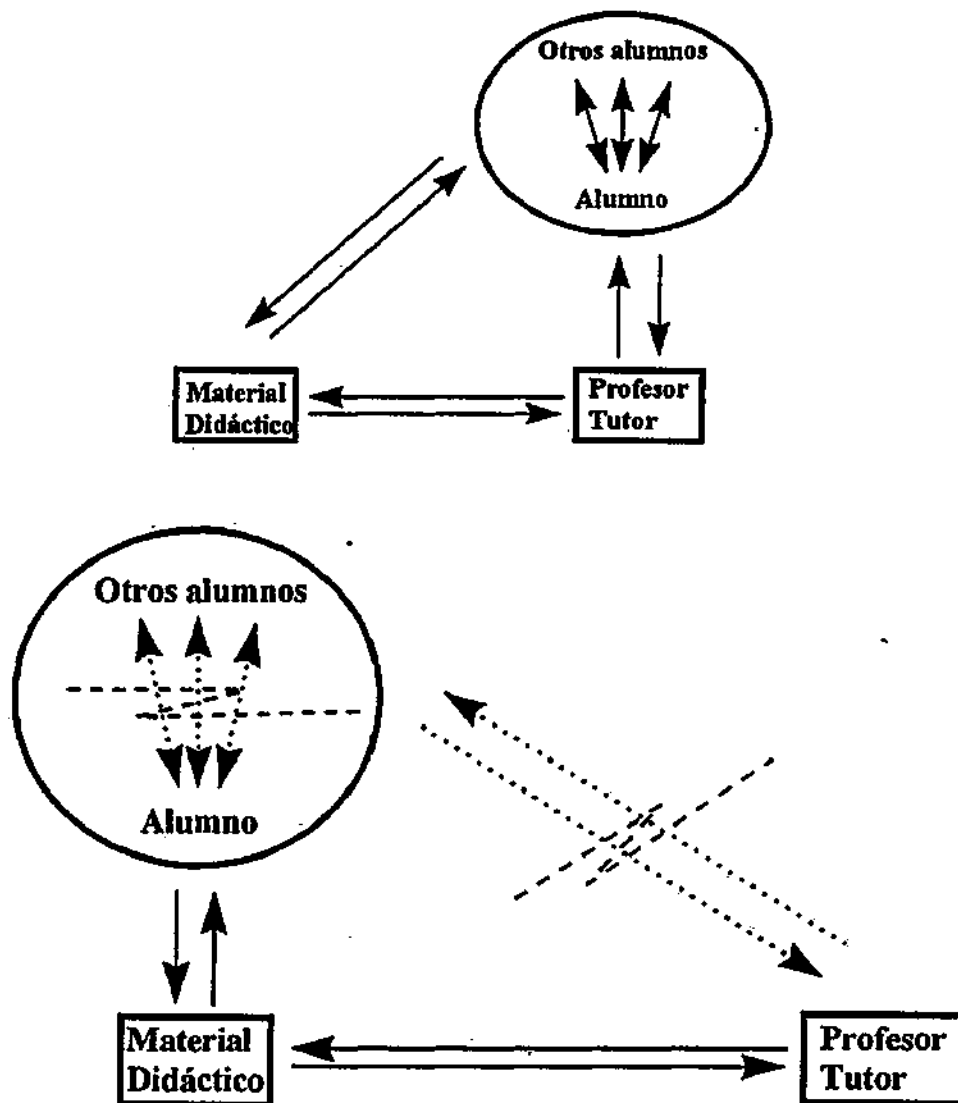 Otros alumnos
Alumno
Material
Didáctico
Profesor
Tutor
Otros alumnos
Alumno
Material
Didáctico
Profesor
Tutor